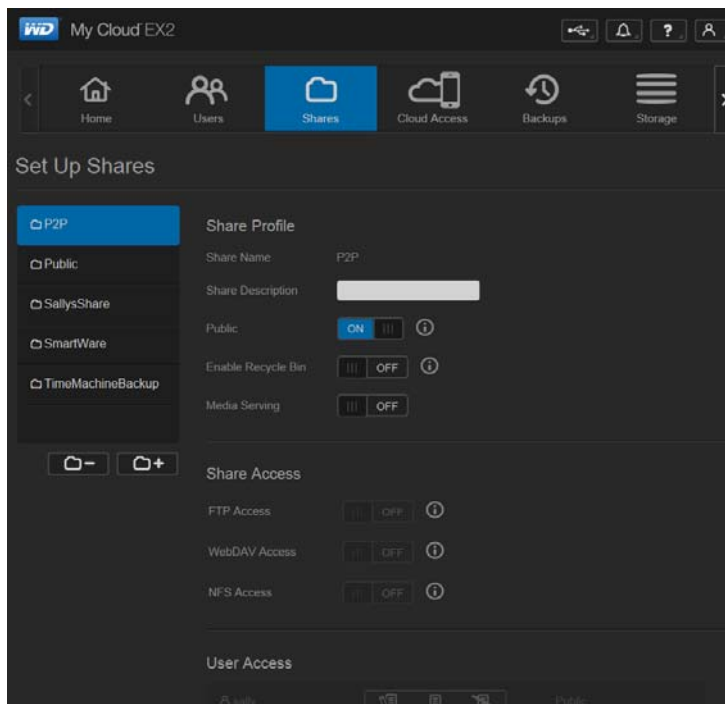 WD My Cloud EX2
?
Home Users Shares Cloud Access Backups Storage
Set Up Shares
P2P
Public
SallysShare
SmartWare
TimeMachineBackup
Share Profile
Share Name P2P
Share Description
Public ON
Enable Recycle Bin OFF
Media Serving OFF
Share Access
FTP Access OFF
WebDAV Access OFF
NFS Access OFF
User Access
sally Public